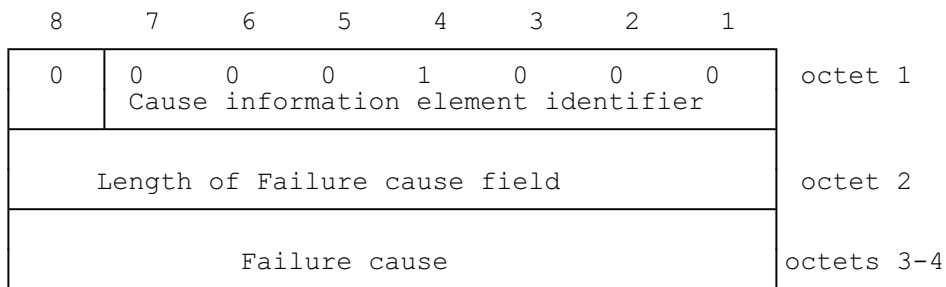 8 7 6 5 4 3 2 1
0 0 0 0 1 0 0 0 octet 1
Cause information element identifier
Length of Failure cause field octet 2
Failure cause octets 3-4